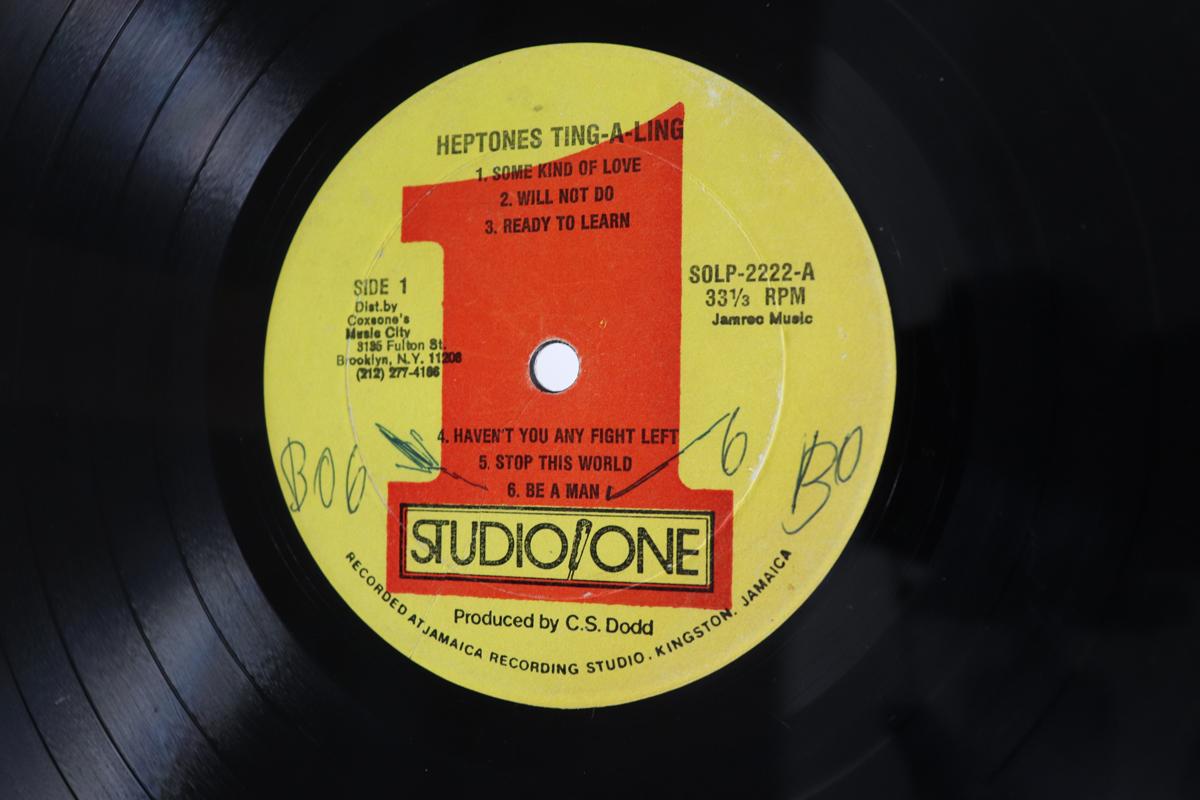 HEPTONES TING-A-LING
1. SOME KIND OF LOVE
2. WILL NOT DO
3. READY TO LEARN
SIDE 1
Dist.by
Coxsone's
Music City
3135 Fulton St.
Brooklyn, N.Y. 11208
(212) 277-4166
SOLP-2222-A
33⅓ RPM
Jamrec Music
4. HAVEN'T YOU ANY FIGHT LEFT
5. STOP THIS WORLD
6. BE A MAN
B06
6
BO
STUDIO ONE
Produced by C.S. Dodd
RECORDED AT JAMAICA RECORDING STUDIO. KINGSTON. JAMAICA